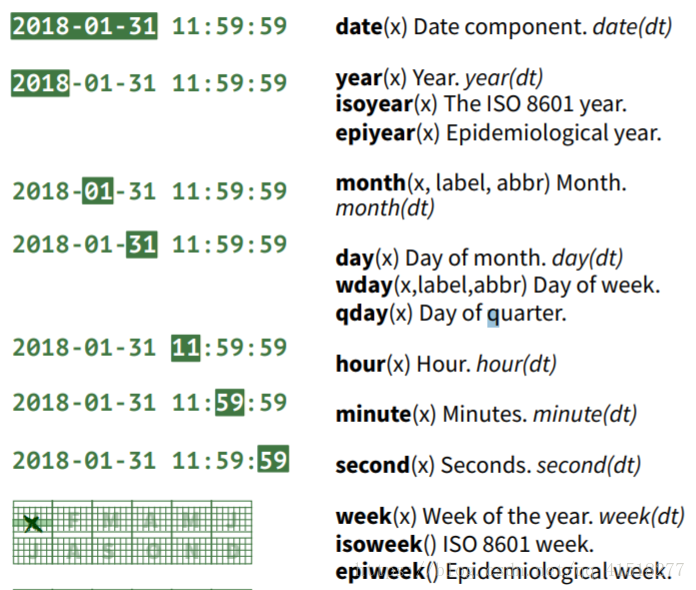 2018-01-31 11:59:59 date(x) Date component. date(dt)
2018-01-31 11:59:59 year(x) Year. year(dt)
isoyear(x) The ISO 8601 year.
epiyear(x) Epidemiological year.
2018-01-31 11:59:59 month(x, label, abbr) Month.
month(dt)
2018-01-31 11:59:59 day(x) Day of month. day(dt)
wday(x,label,abbr) Day of week.
qday(x) Day of quarter.
2018-01-31 11:59:59 hour(x) Hour. hour(dt)
2018-01-31 11:59:59 minute(x) Minutes. minute(dt)
2018-01-31 11:59:59 second(x) Seconds. second(dt)
x F M A M J week(x) Week of the year. week(dt)
J A S O N D isoweek() ISO 8601 week.
epiweek() Epidemiological week.